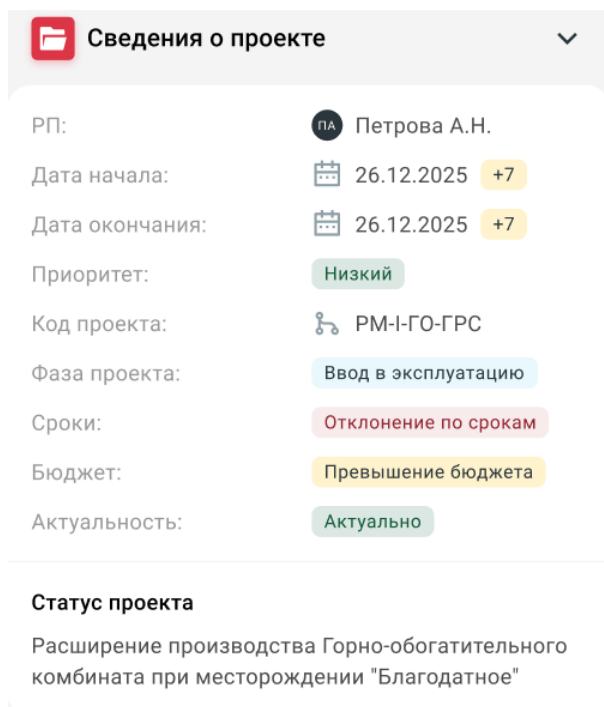 Сведения о проекте
РП: ПА Петрова А.Н.
Дата начала: 26.12.2025 +7
Дата окончания: 26.12.2025 +7
Приоритет: Низкий
Код проекта: PM-I-ГО-ГРС
Фаза проекта: Ввод в эксплуатацию
Сроки: Отклонение по срокам
Бюджет: Превышение бюджета
Актуальность: Актуально
Статус проекта
Расширение производства Горно-обогатительного
комбината при месторождении "Благодатное"